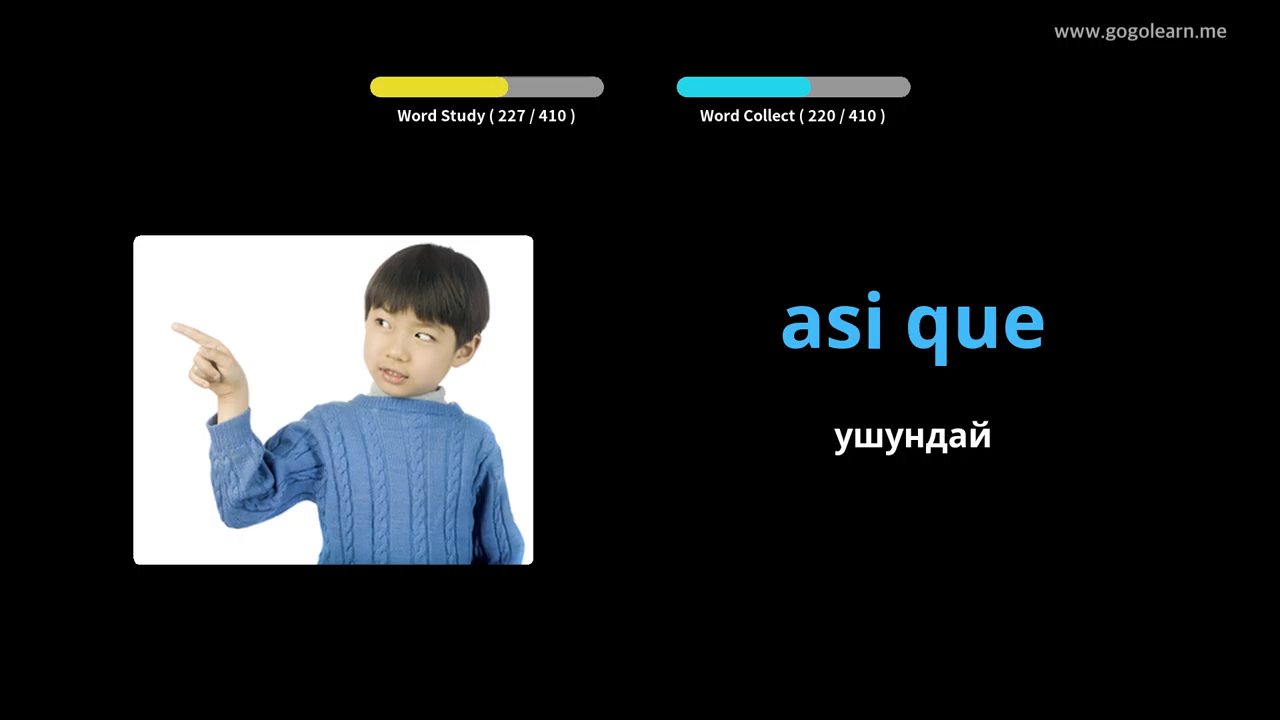 www.gogolearn.me
Word Study ( 227 / 410 )
Word Collect ( 220 / 410 )
asi que
ушундай